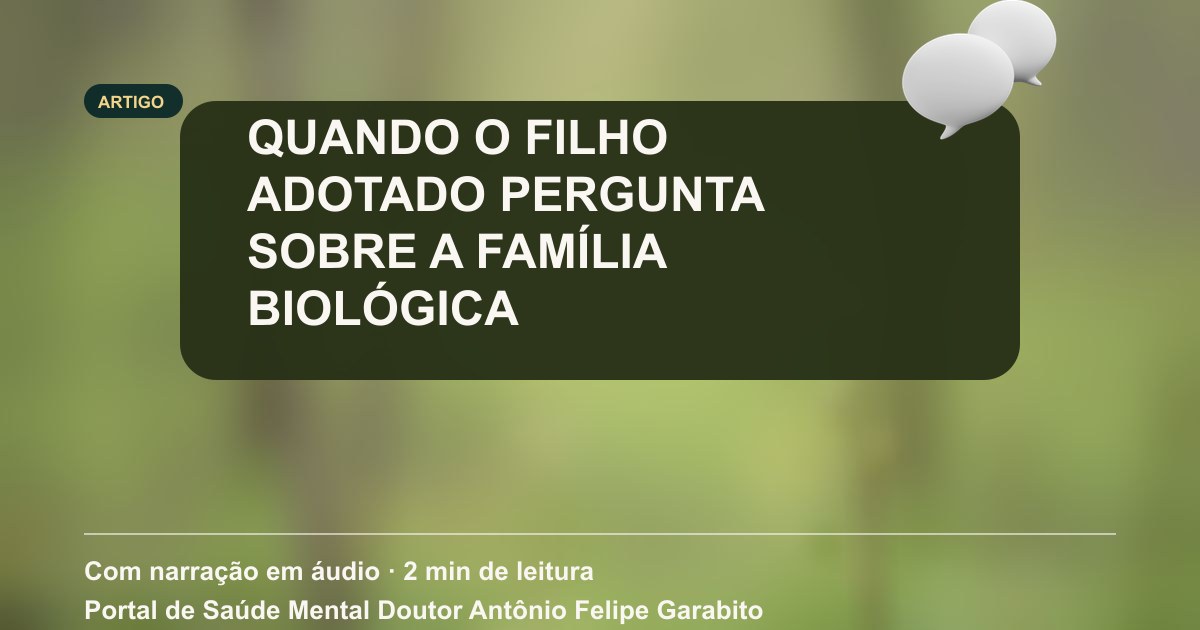 ARTIGO
QUANDO O FILHO
ADOTADO PERGUNTA
SOBRE A FAMÍLIA
BIOLÓGICA
Com narração em áudio · 2 min de leitura
Portal de Saúde Mental Doutor Antônio Felipe Garabito